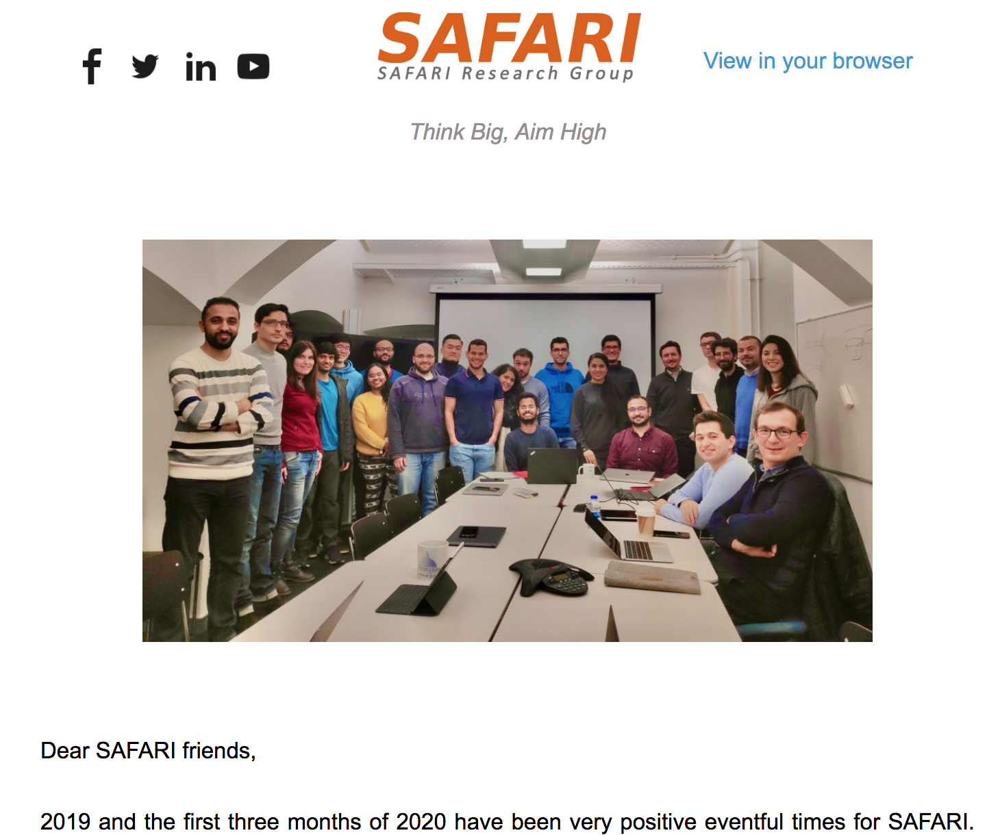 SAFARI
SAFARI Research Group
View in your browser
Think Big, Aim High
Dear SAFARI friends,
2019 and the first three months of 2020 have been very positive eventful times for SAFARI.